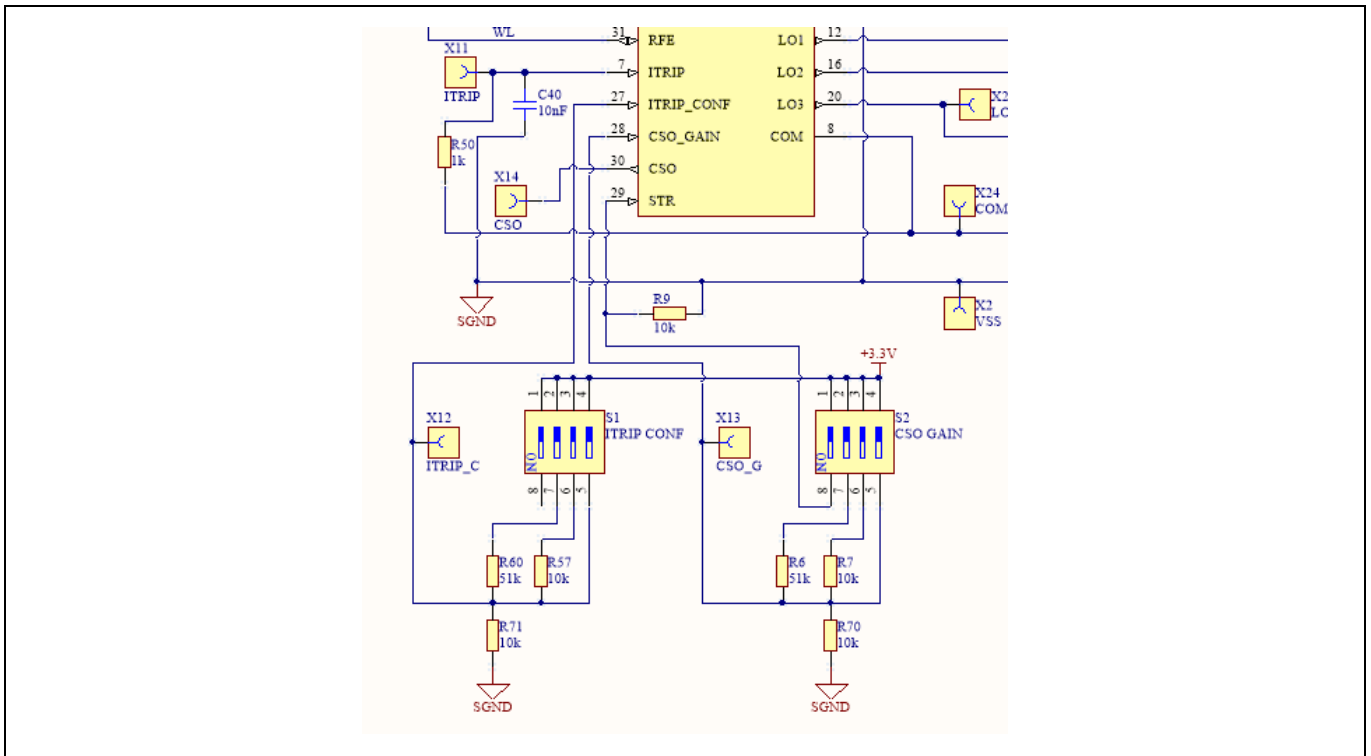 WL
31
RFE
LO1
12
X11
7
ITRIP
LO2
16
ITRIP
C40
10nF
27
ITRIP_CONF
LO3
20
X2
LO
28
CSO_GAIN
COM
8
R50
1k
30
CSO
X14
29
STR
X24
COM
CSO
R9
10k
SGND
X2
VSS
+3.3V
1
2
3
4
1
2
3
4
X12
S1
ITRIP CONF
X13
S2
CSO GAIN
ON
ON
ITRIP_C
CSO_G
8
7
6
5
8
7
6
5
R60
51k
R57
10k
R6
51k
R7
10k
R71
10k
R70
10k
SGND
SGND